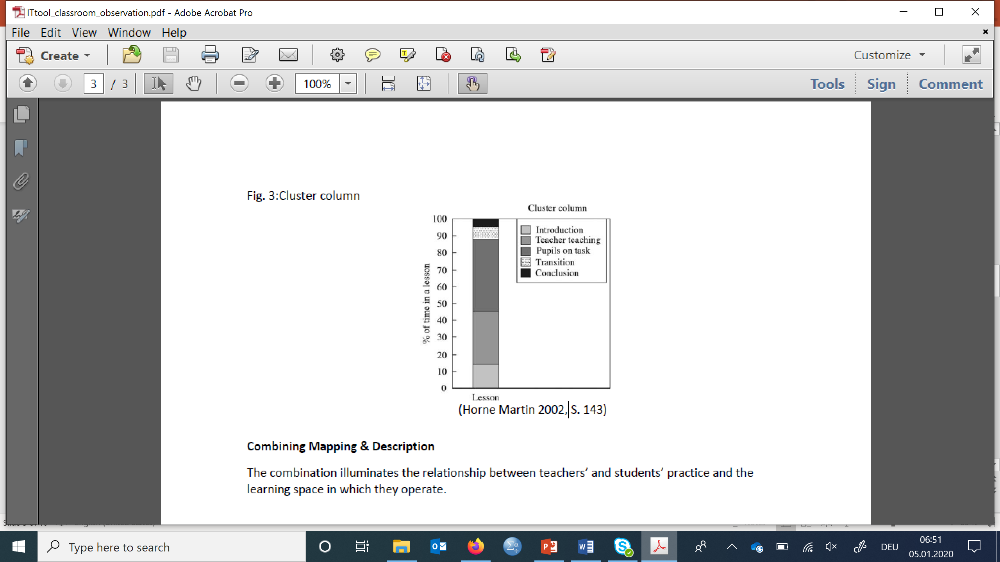 ITtool_classroom_observation.pdf - Adobe Acrobat Pro
File Edit View Window Help
Create
Customize
3 / 3
100%
Tools Sign Comment
Fig. 3:Cluster column
Cluster column
100
90
80
70
60
50
40
30
20
10
0
% of time in a lesson
Introduction
Teacher teaching
Pupils on task
Transition
Conclusion
Lesson
(Horne Martin 2002, S. 143)
Combining Mapping & Description
The combination illuminates the relationship between teachers’ and students’ practice and the
learning space in which they operate.
Type here to search
DEU
06:51
05.01.2020